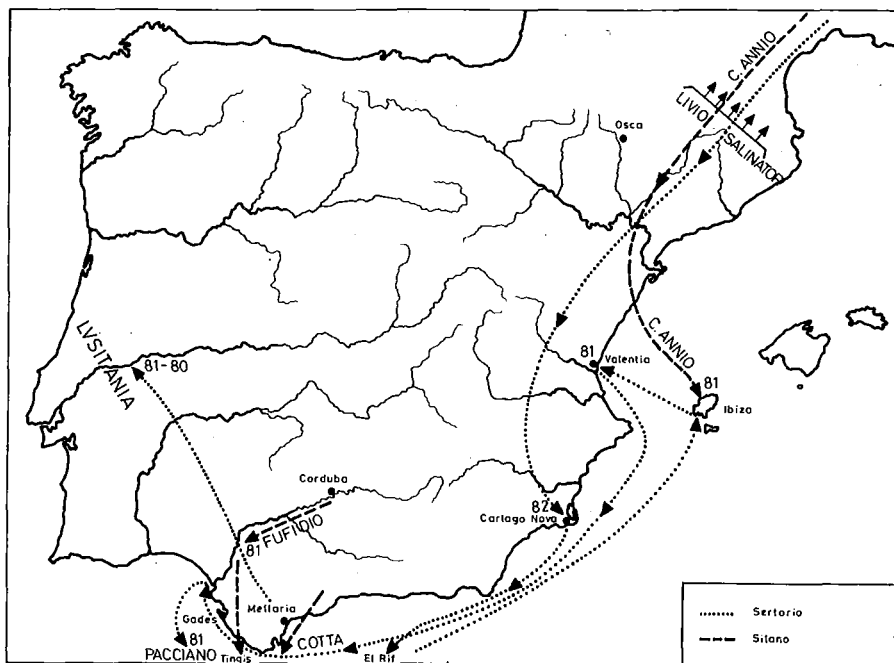 C. ANNIO
LIVIO SALINATOR
Osca
C. ANNIO
LVSITANIA
81-80
81
Valentia
81
Ibiza
Corduba
82
Cartago Nova
81 FUFIDIO
Mellaria
Gades
81
PACCIANO
Tingis
COTTA
El Rif
Sertorio
Silano